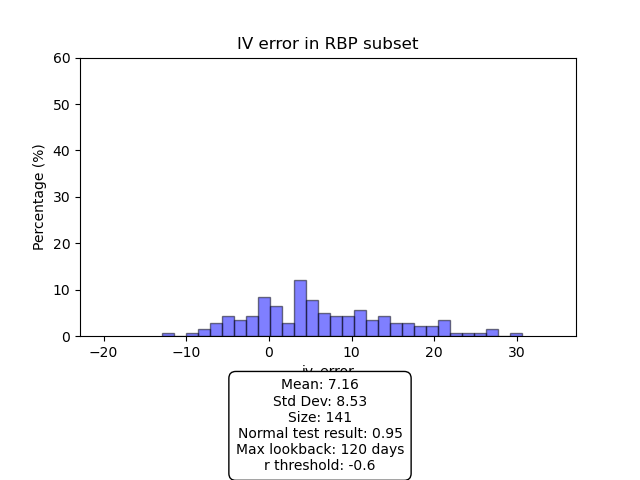 IV error in RBP subset
60
50
40
30
20
10
0
Percentage (%)
−20
−10
0
10
20
30
iv_error
Mean: 7.16
Std Dev: 8.53
Size: 141
Normal test result: 0.95
Max lookback: 120 days
r threshold: -0.6